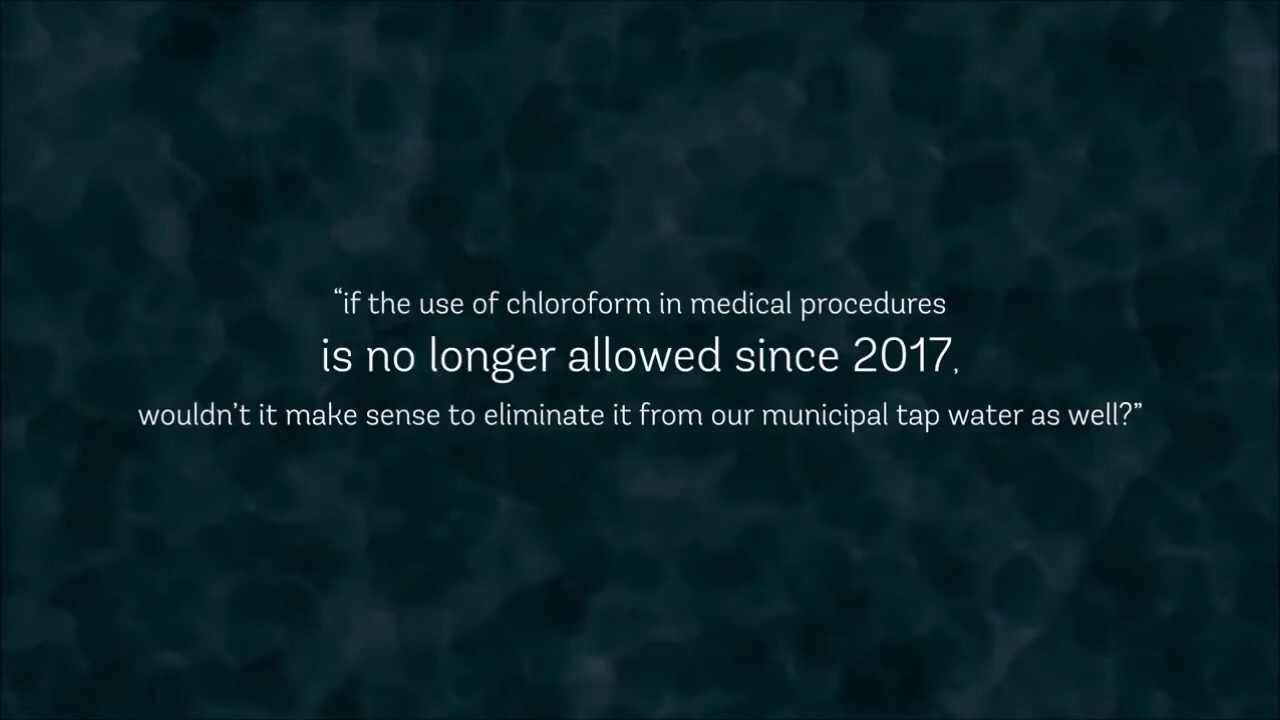 “if the use of chloroform in medical procedures
is no longer allowed since 2017,
wouldn’t it make sense to eliminate it from our municipal tap water as well?”